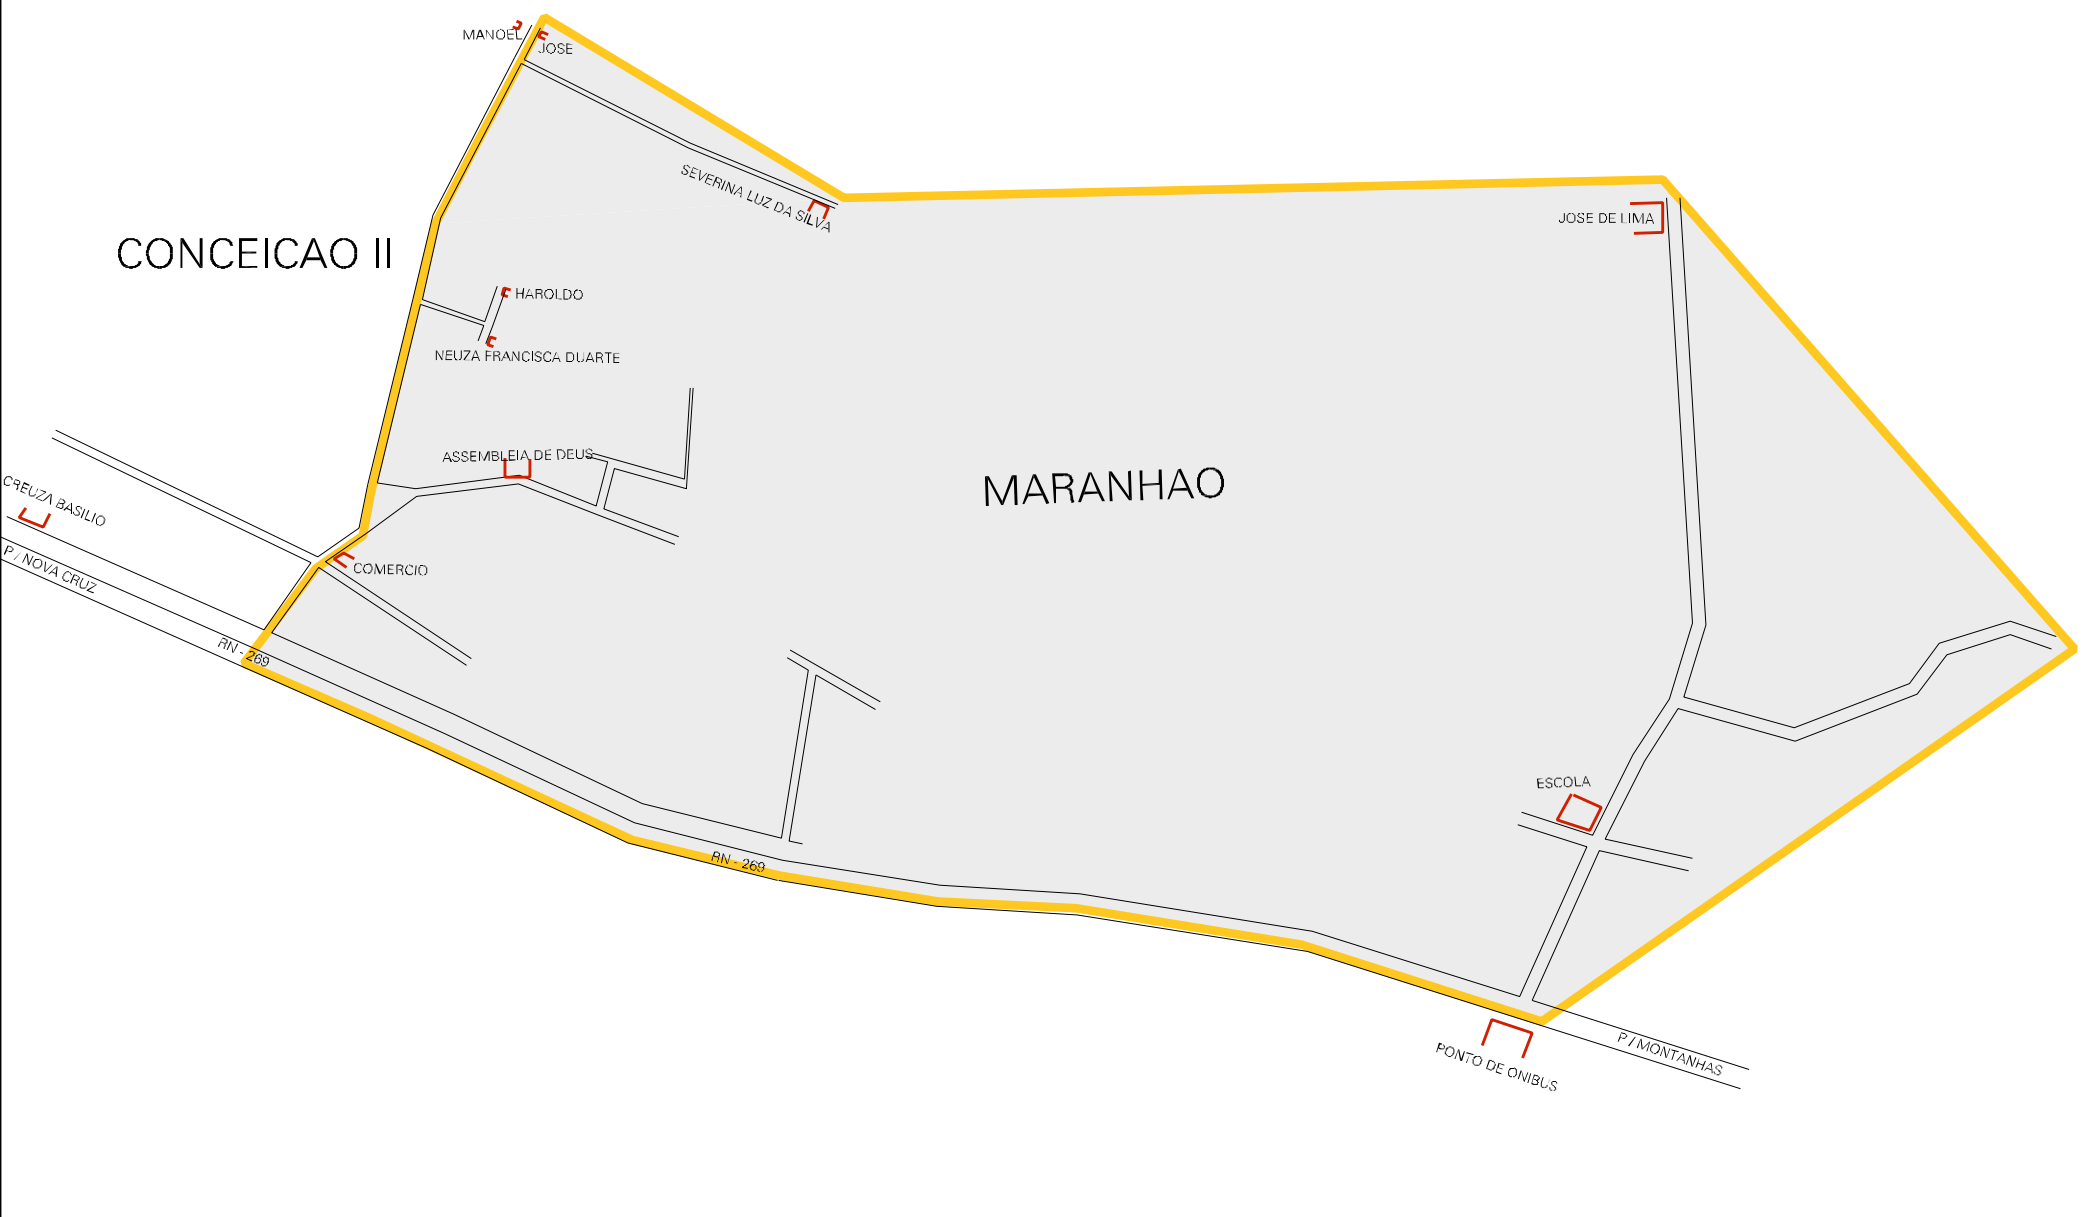 MANOEL
JOSE
SEVERINA LUZ DA SILVA
JOSE DE LIMA
CONCEICAO II
HAROLDO
NEUZA FRANCISCA DUARTE
ASSEMBLEIA DE DEUS
MARANHAO
CREUZA BASILIO
P / NOVA CRUZ
COMERCIO
RN - 269
ESCOLA
RN - 269
P / MONTANHAS
PONTO DE ONIBUS